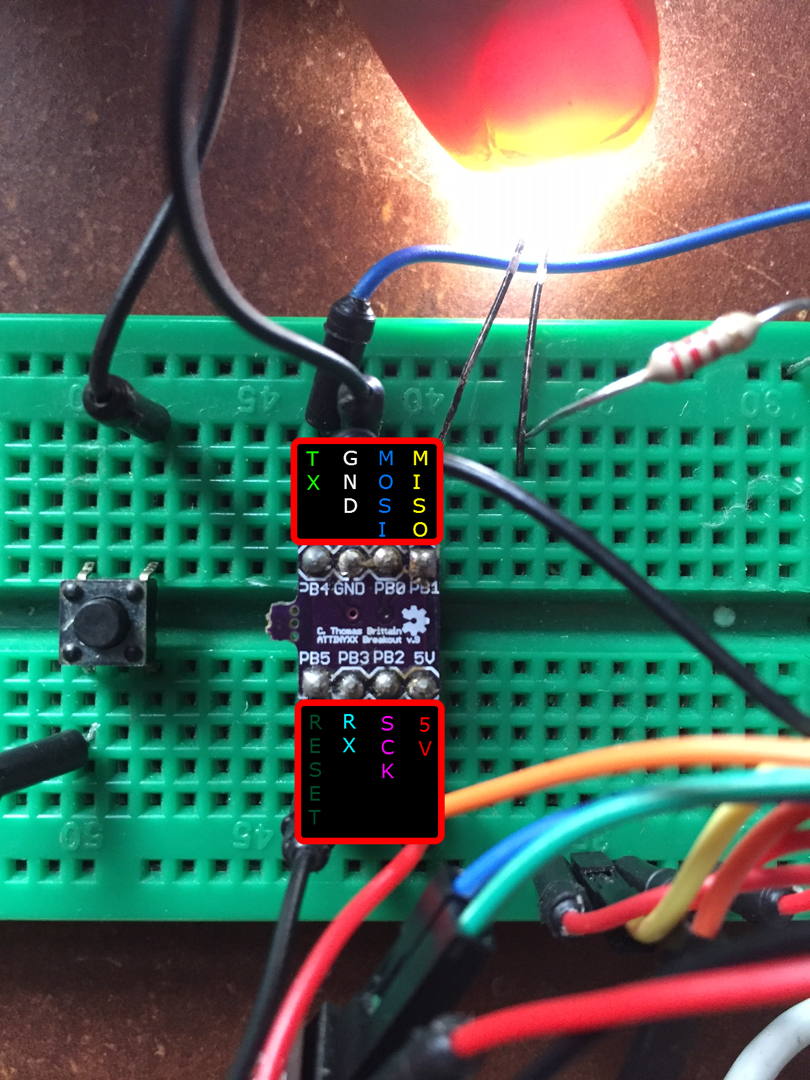 45
40
30
TX
GND
MOSI
MISO
PB4 GND PB0 PB1
C. Thomas Brittain
ATTINYXX Breakout v.3
PB5 PB3 PB2 5V
RESET
RX
SCK
5V
50
45